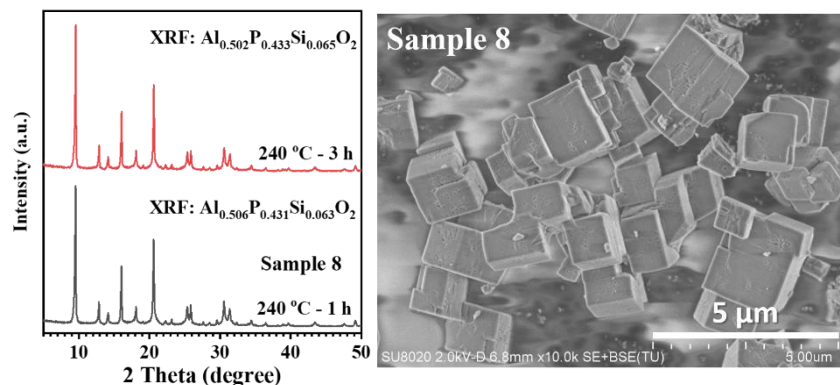 XRF: Al0.502P0.433Si0.065O2
240 ºC - 3 h
XRF: Al0.506P0.431Si0.063O2
Sample 8
240 ºC - 1 h
Intensity (a.u.)
10 20 30 40 50
2 Theta (degree)
Sample 8
5 μm
SU8020 2.0kV-D 6.8mm x10.0k SE+BSE(TU)
5.00um